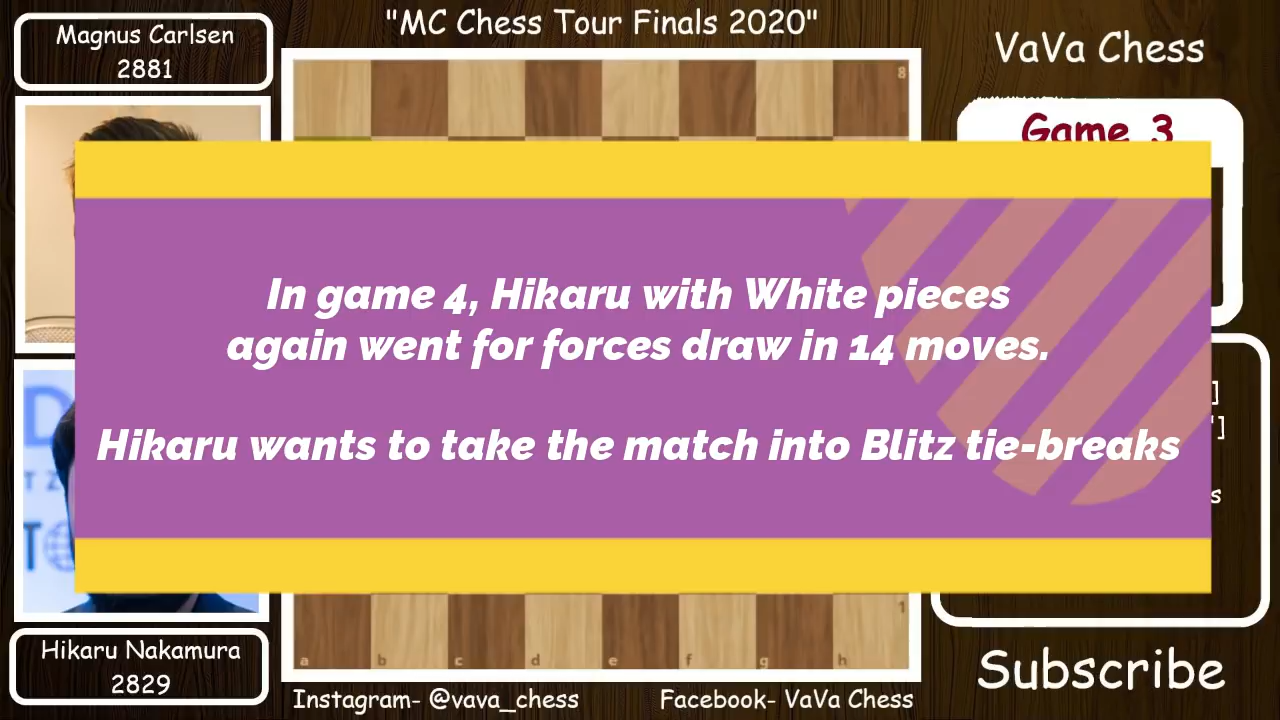 Magnus Carlsen
2881
"MC Chess Tour Finals 2020"
VaVa Chess
8
Game 3
In game 4, Hikaru with White pieces
again went for forces draw in 14 moves.
Hikaru wants to take the match into Blitz tie-breaks
]
']
s
D
T Z
TO
1
a b c d e f g h
Hikaru Nakamura
2829
Instagram- @vava_chess
Facebook- VaVa Chess
Subscribe